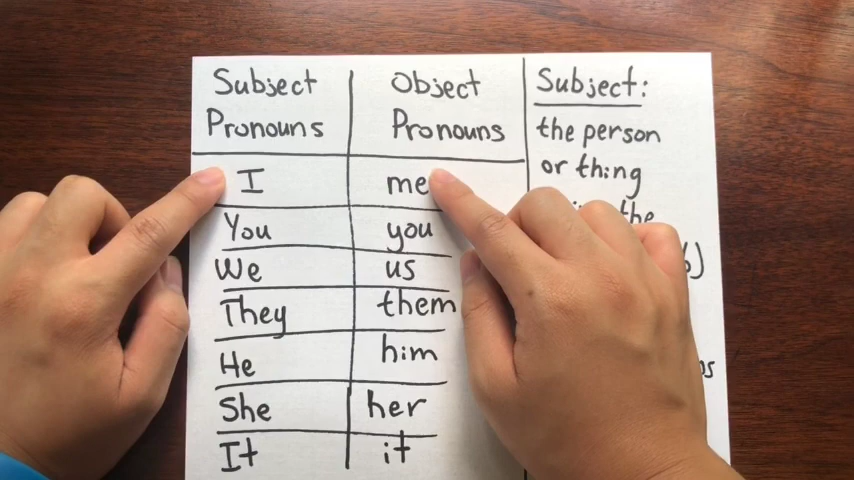 Subject Pronouns
Object Pronouns
I me
You you
We us
They them
He him
She her
It it
Subject:
the person
or thing
the